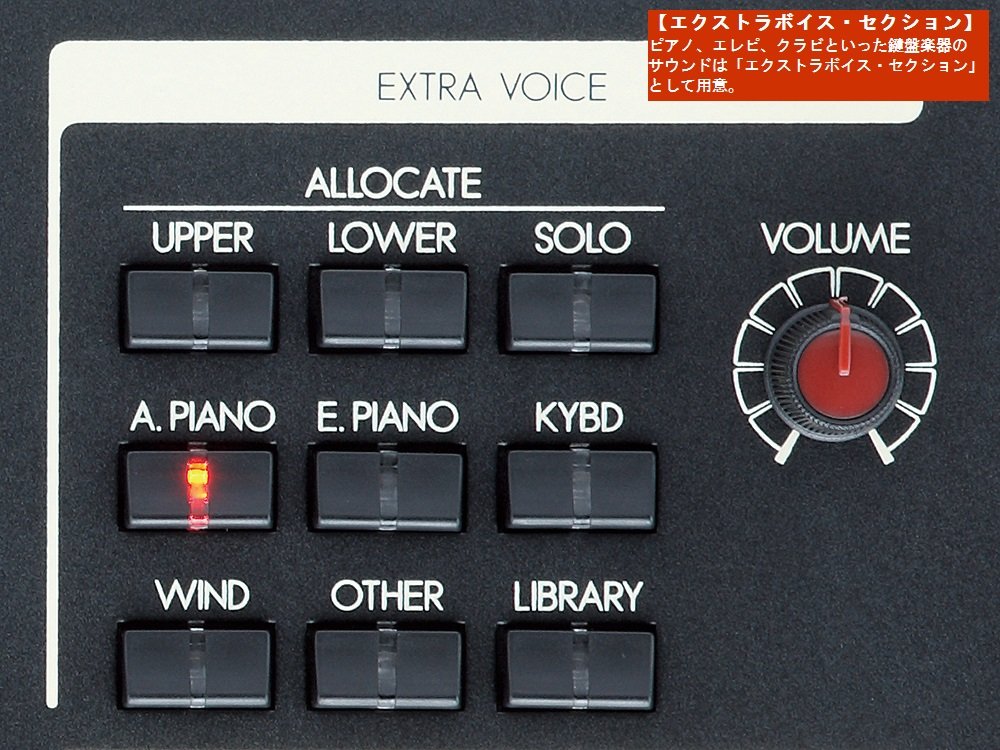 【エクストラボイス・セクション】
ピアノ、エレピ、クラビといった鍵盤楽器の
サウンドは「エクストラボイス・セクション」
として用意。
EXTRA VOICE
ALLOCATE
UPPER LOWER SOLO
VOLUME
A. PIANO E. PIANO KYBD
WIND OTHER LIBRARY